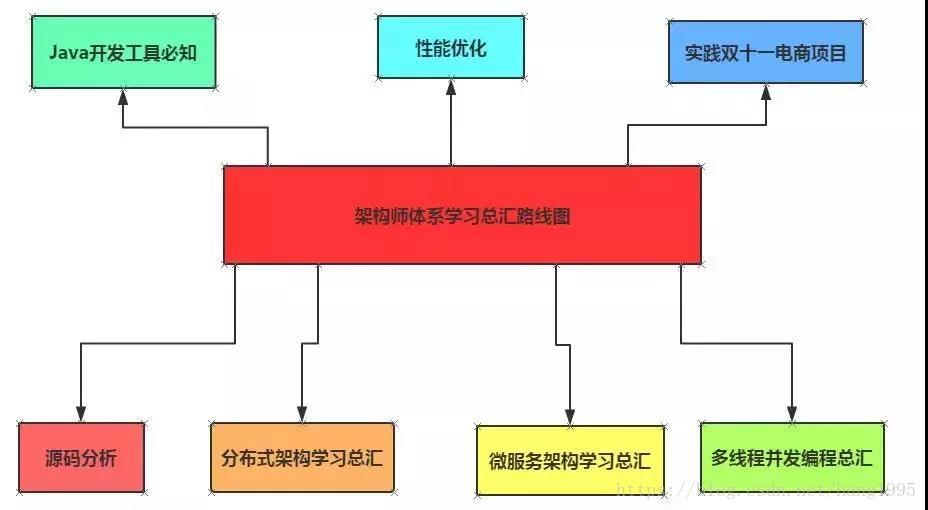 Java开发工具必知
性能优化
实践双十一电商项目
架构师体系学习总汇路线图
源码分析
分布式架构学习总汇
微服务架构学习总汇
多线程并发编程总汇
https://blog.csdn.net/hang1995